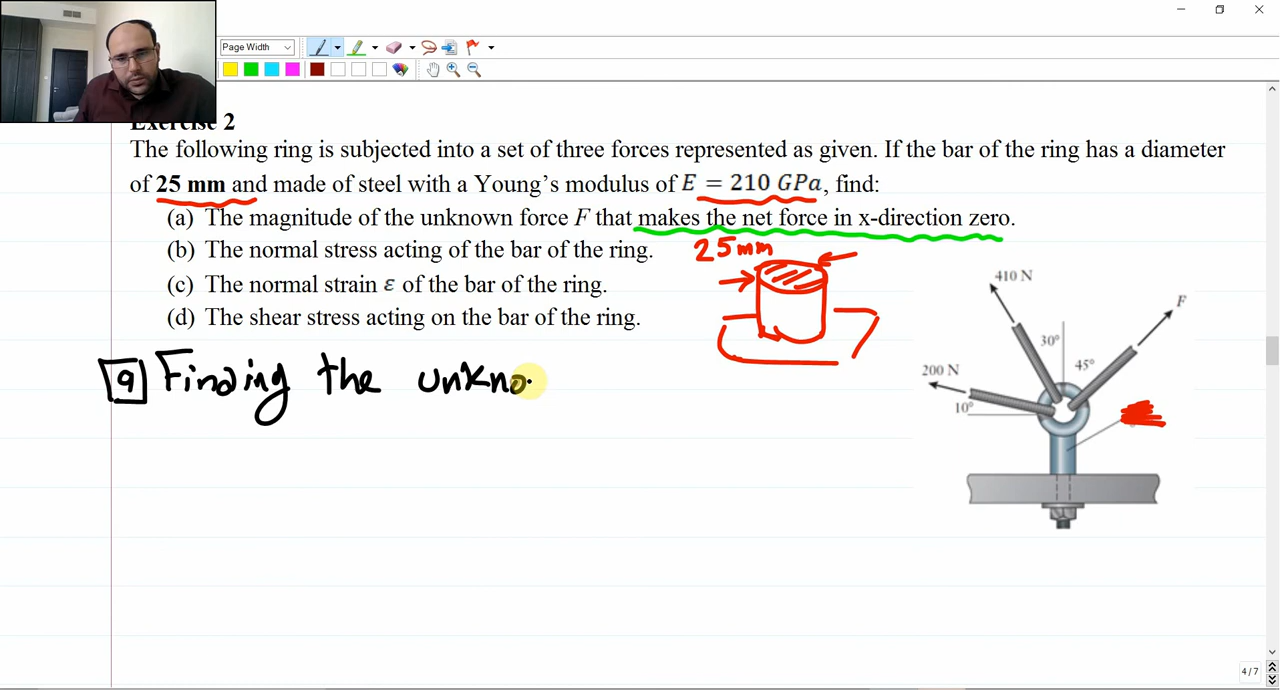 Page Width
Exercise 2
The following ring is subjected into a set of three forces represented as given. If the bar of the ring has a diameter
of 25 mm and made of steel with a Young’s modulus of E = 210 GPa, find:
(a) The magnitude of the unknown force F that makes the net force in x-direction zero.
(b) The normal stress acting of the bar of the ring.
(c) The normal strain ε of the bar of the ring.
(d) The shear stress acting on the bar of the ring.
25mm
410 N
F
30°
45°
200 N
10°
a Finding the unkno
4/7